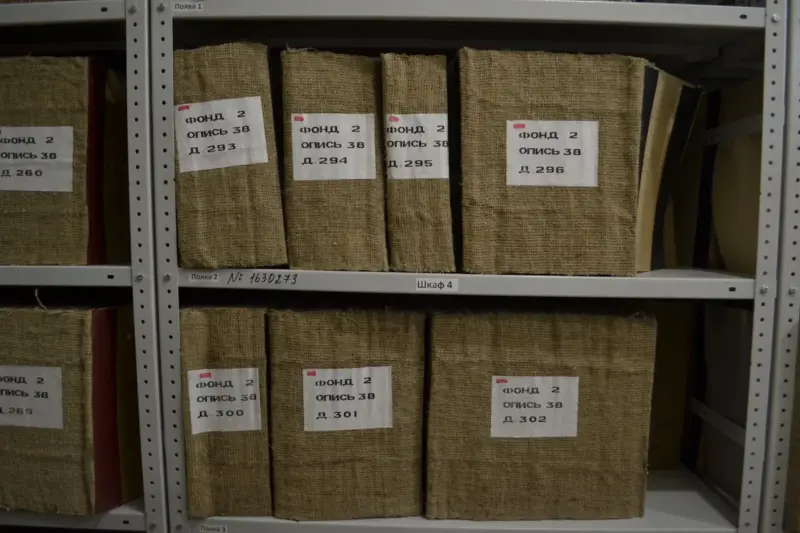 Полка 1
ФОНД 2
ОПИСЬ 38
Д. 260
ФОНД 2
ОПИСЬ 38
Д. 293
ФОНД 2
ОПИСЬ 38
Д. 294
ФОНД 2
ОПИСЬ 38
Д. 295
ФОНД 2
ОПИСЬ 38
Д. 296
Полка 2
№ 1630273
Шкаф 4
ФОНД 2
ОПИСЬ 38
Д. 269
ФОНД 2
ОПИСЬ 38
Д. 300
ФОНД 2
ОПИСЬ 38
Д. 301
ФОНД 2
ОПИСЬ 38
Д. 302
Полка 3